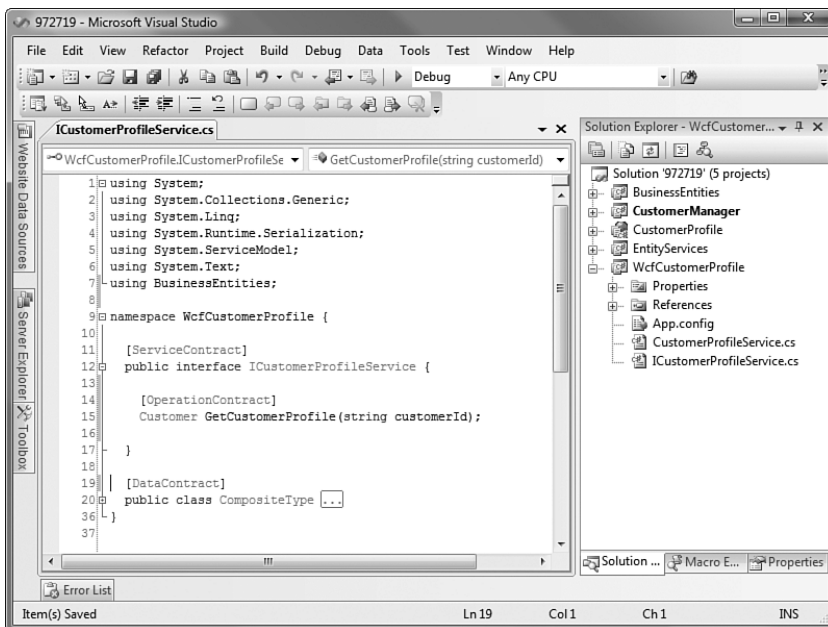 972719 - Microsoft Visual Studio
File Edit View Refactor Project Build Debug Data Tools Test Window Help
Debug Any CPU
ICustomerProfileService.cs
WcfCustomerProfile.ICustomerProfileSe GetCustomerProfile(string customerId)
1 using System;
2 using System.Collections.Generic;
3 using System.Linq;
4 using System.Runtime.Serialization;
5 using System.ServiceModel;
6 using System.Text;
7 using BusinessEntities;
8
9 namespace WcfCustomerProfile {
10
11 [ServiceContract]
12 public interface ICustomerProfileService {
13
14 [OperationContract]
15 Customer GetCustomerProfile(string customerId);
16
17 }
18
19 [DataContract]
20 public class CompositeType ...
36 }
37
Website Data Sources
Server Explorer
Toolbox
Solution Explorer - WcfCustomer...
Solution '972719' (5 projects)
BusinessEntities
CustomerManager
CustomerProfile
EntityServices
WcfCustomerProfile
Properties
References
App.config
CustomerProfileService.cs
ICustomerProfileService.cs
Solution ... Macro E... Properties
Error List
Item(s) Saved Ln 19 Col 1 Ch 1 INS